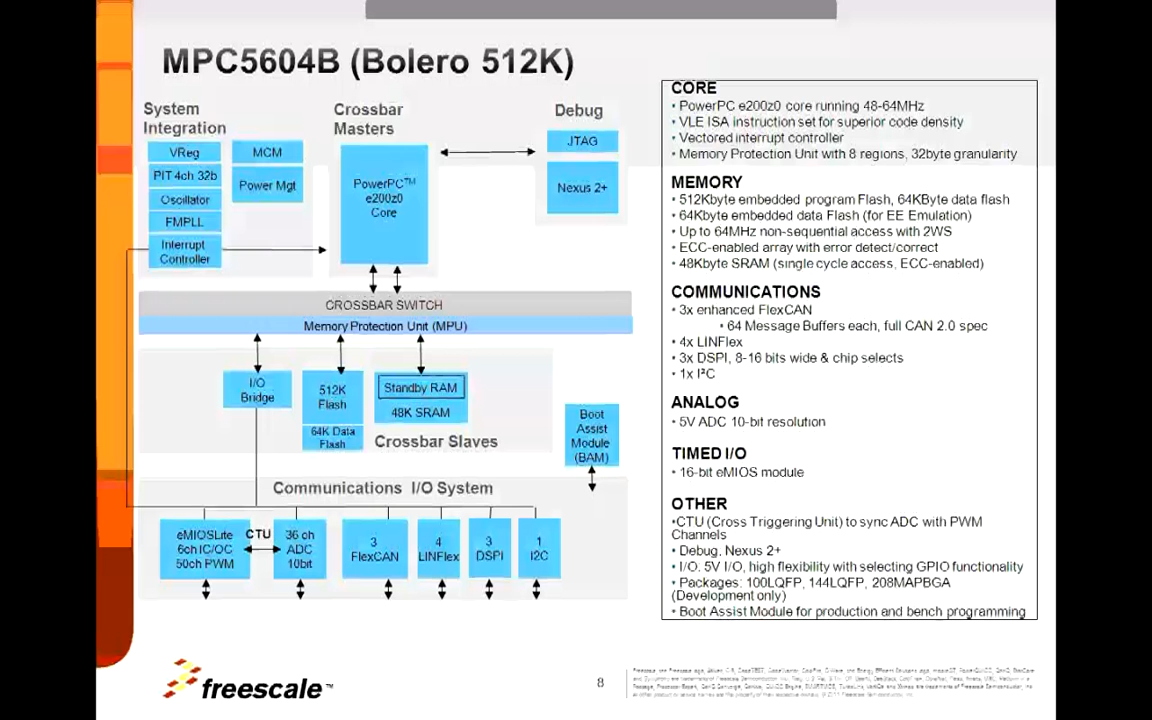 MPC5604B (Bolero 512K)
System
Integration
VReg
PIT 4ch 32b
Oscillator
FMPLL
Interrupt
Controller
MCM
Power Mgt
Crossbar
Masters
PowerPC™
e200z0
Core
Debug
JTAG
Nexus 2+
CROSSBAR SWITCH
Memory Protection Unit (MPU)
I/O
Bridge
512K
Flash
64K Data
Flash
Standby RAM
48K SRAM
Crossbar Slaves
Boot
Assist
Module
(BAM)
Communications I/O System
eMIOSLite
6ch IC/OC
50ch PWM
CTU
36 ch
ADC
10bit
3
FlexCAN
4
LINFlex
3
DSPI
1
I2C
CORE
• PowerPC e200z0 core running 48-64MHz
• VLE ISA instruction set for superior code density
• Vectored interrupt controller
• Memory Protection Unit with 8 regions, 32byte granularity
MEMORY
• 512Kbyte embedded program Flash, 64KByte data flash
• 64Kbyte embedded data Flash (for EE Emulation)
• Up to 64MHz non-sequential access with 2WS
• ECC-enabled array with error detect/correct
• 48Kbyte SRAM (single cycle access, ECC-enabled)
COMMUNICATIONS
• 3x enhanced FlexCAN
• 64 Message Buffers each, full CAN 2.0 spec
• 4x LINFlex
• 3x DSPI, 8-16 bits wide & chip selects
• 1x I²C
ANALOG
• 5V ADC 10-bit resolution
TIMED I/O
• 16-bit eMIOS module
OTHER
•CTU (Cross Triggering Unit) to sync ADC with PWM
Channels
• Debug, Nexus 2+
• I/O, 5V I/O, high flexibility with selecting GPIO functionality
• Packages: 100LQFP, 144LQFP, 208MAPBGA
(Development only)
• Boot Assist Module for production and bench programming
freescale™
8